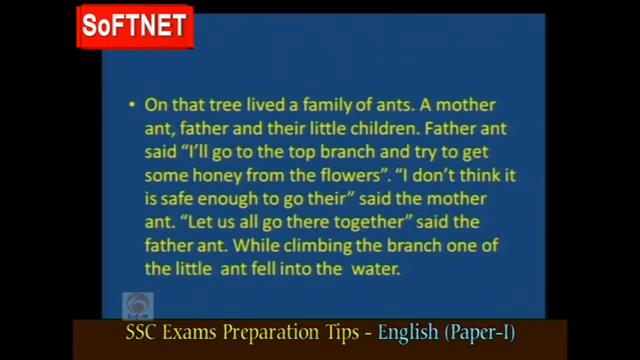 SoFTNET
• On that tree lived a family of ants. A mother
ant, father and their little children. Father ant
said "I'll go to the top branch and try to get
some honey from the flowers". "I don't think it
is safe enough to go their" said the mother
ant. "Let us all go there together" said the
father ant. While climbing the branch one of
the little ant fell into the water.
SSC Exams Preparation Tips - English (Paper-I)